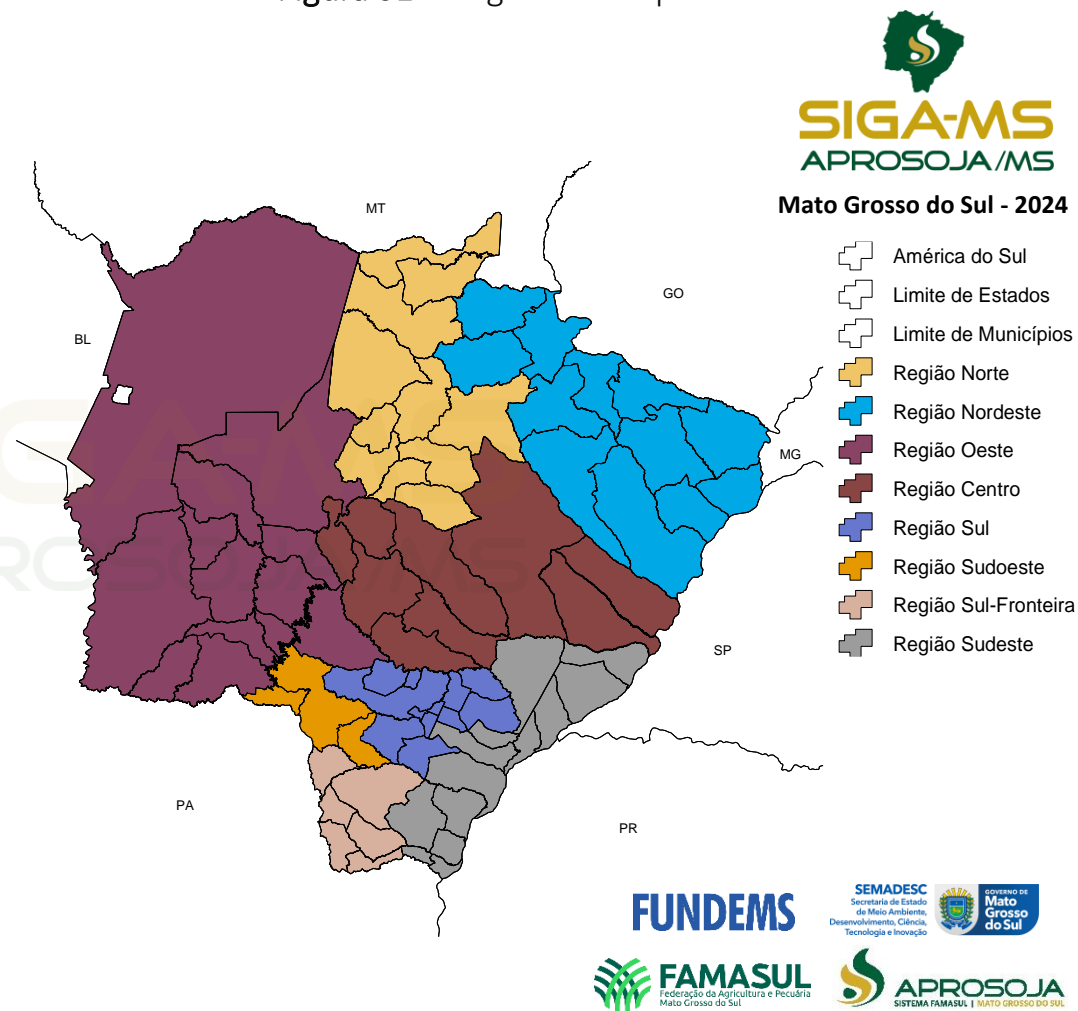 SIGA-MS
APROSOJA/MS
Mato Grosso do Sul - 2024
América do Sul
Limite de Estados
Limite de Municípios
Região Norte
Região Nordeste
Região Oeste
Região Centro
Região Sul
Região Sudoeste
Região Sul-Fronteira
Região Sudeste
MT
GO
BL
MG
SP
PA
PR
FUNDEMS
SEMADESC
Secretaria de Estado
de Meio Ambiente,
Desenvolvimento, Ciência,
Tecnologia e Inovação
GOVERNO DE
Mato
Grosso
do Sul
FAMASUL
Federação da Agricultura e Pecuária
Mato Grosso do Sul
APROSOJA
SISTEMA FAMASUL | MATO GROSSO DO SUL